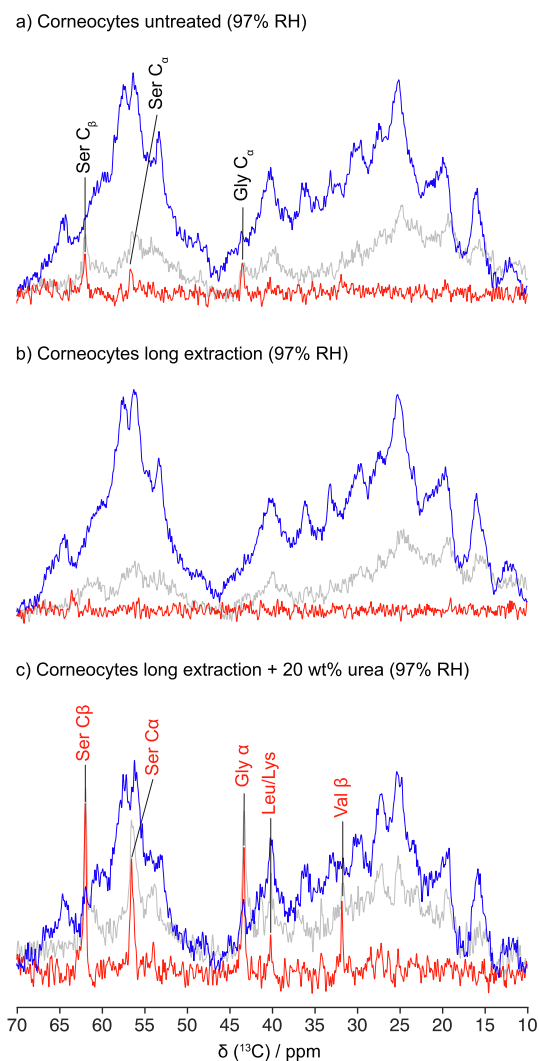 a) Corneocytes untreated (97% RH)
Ser Cβ
Ser Cα
Gly Cα
b) Corneocytes long extraction (97% RH)
c) Corneocytes long extraction + 20 wt% urea (97% RH)
Ser Cβ
Ser Cα
Gly α
Leu/Lys
Val β
70 65 60 55 50 45 40 35 30 25 20 15 10
δ (¹³C) / ppm